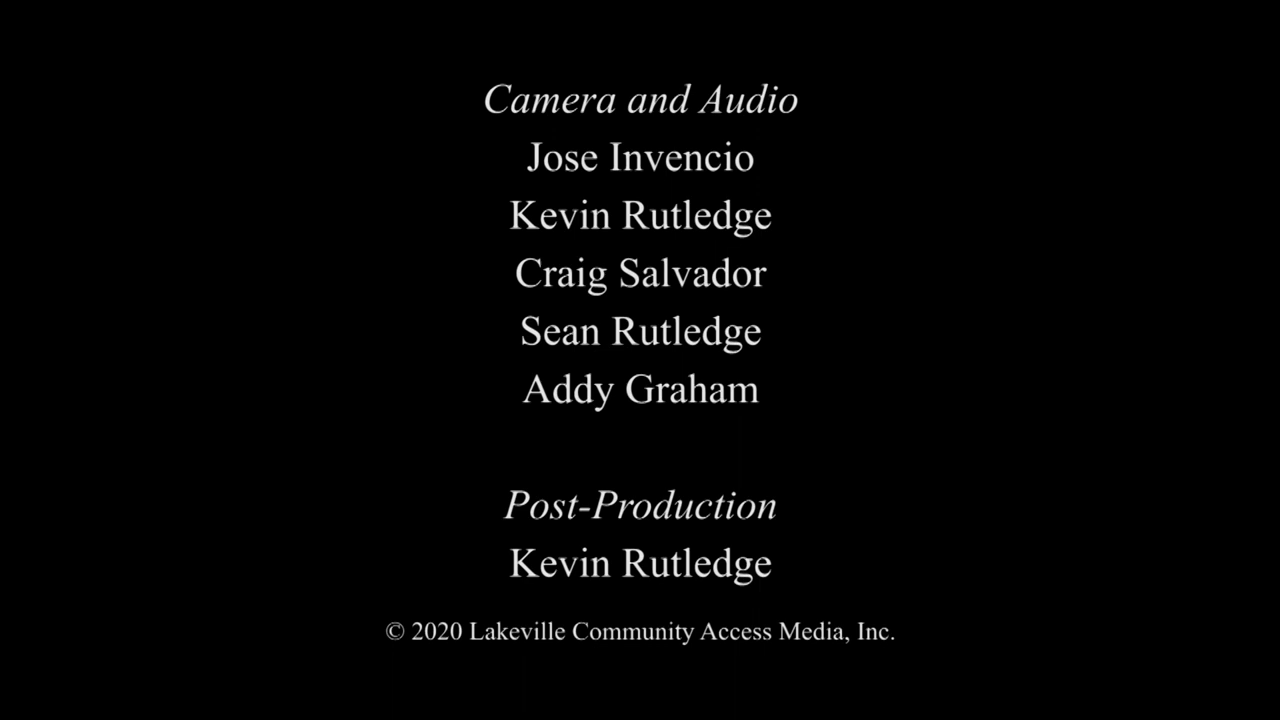 Camera and Audio
Jose Invencio
Kevin Rutledge
Craig Salvador
Sean Rutledge
Addy Graham
Post-Production
Kevin Rutledge
© 2020 Lakeville Community Access Media, Inc.